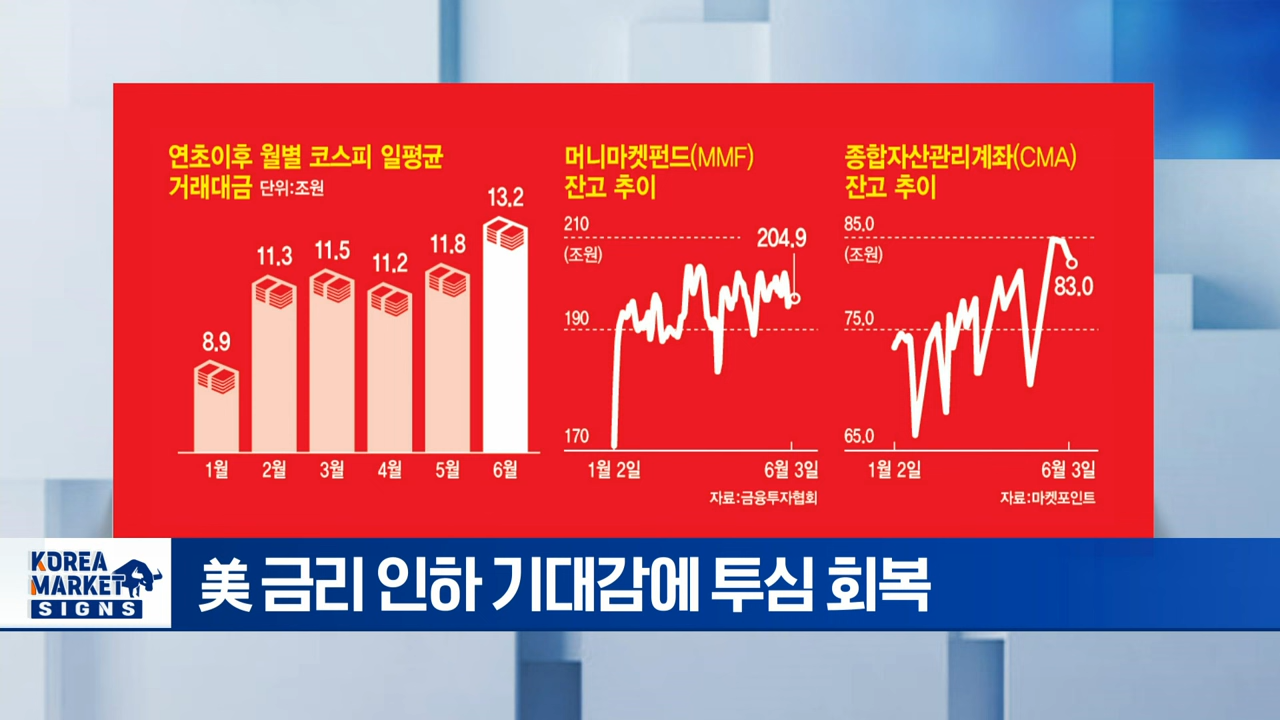 연초이후 월별 코스피 일평균
거래대금 단위:조원
8.9
11.3
11.5
11.2
11.8
13.2
1월
2월
3월
4월
5월
6월
머니마켓펀드(MMF)
잔고 추이
210
(조원)
204.9
190
170
1월 2일
6월 3일
자료:금융투자협회
종합자산관리계좌(CMA)
잔고 추이
85.0
(조원)
83.0
75.0
65.0
1월 2일
6월 3일
자료:마켓포인트
KOREA
MARKET
SIGNS
美 금리 인하 기대감에 투심 회복